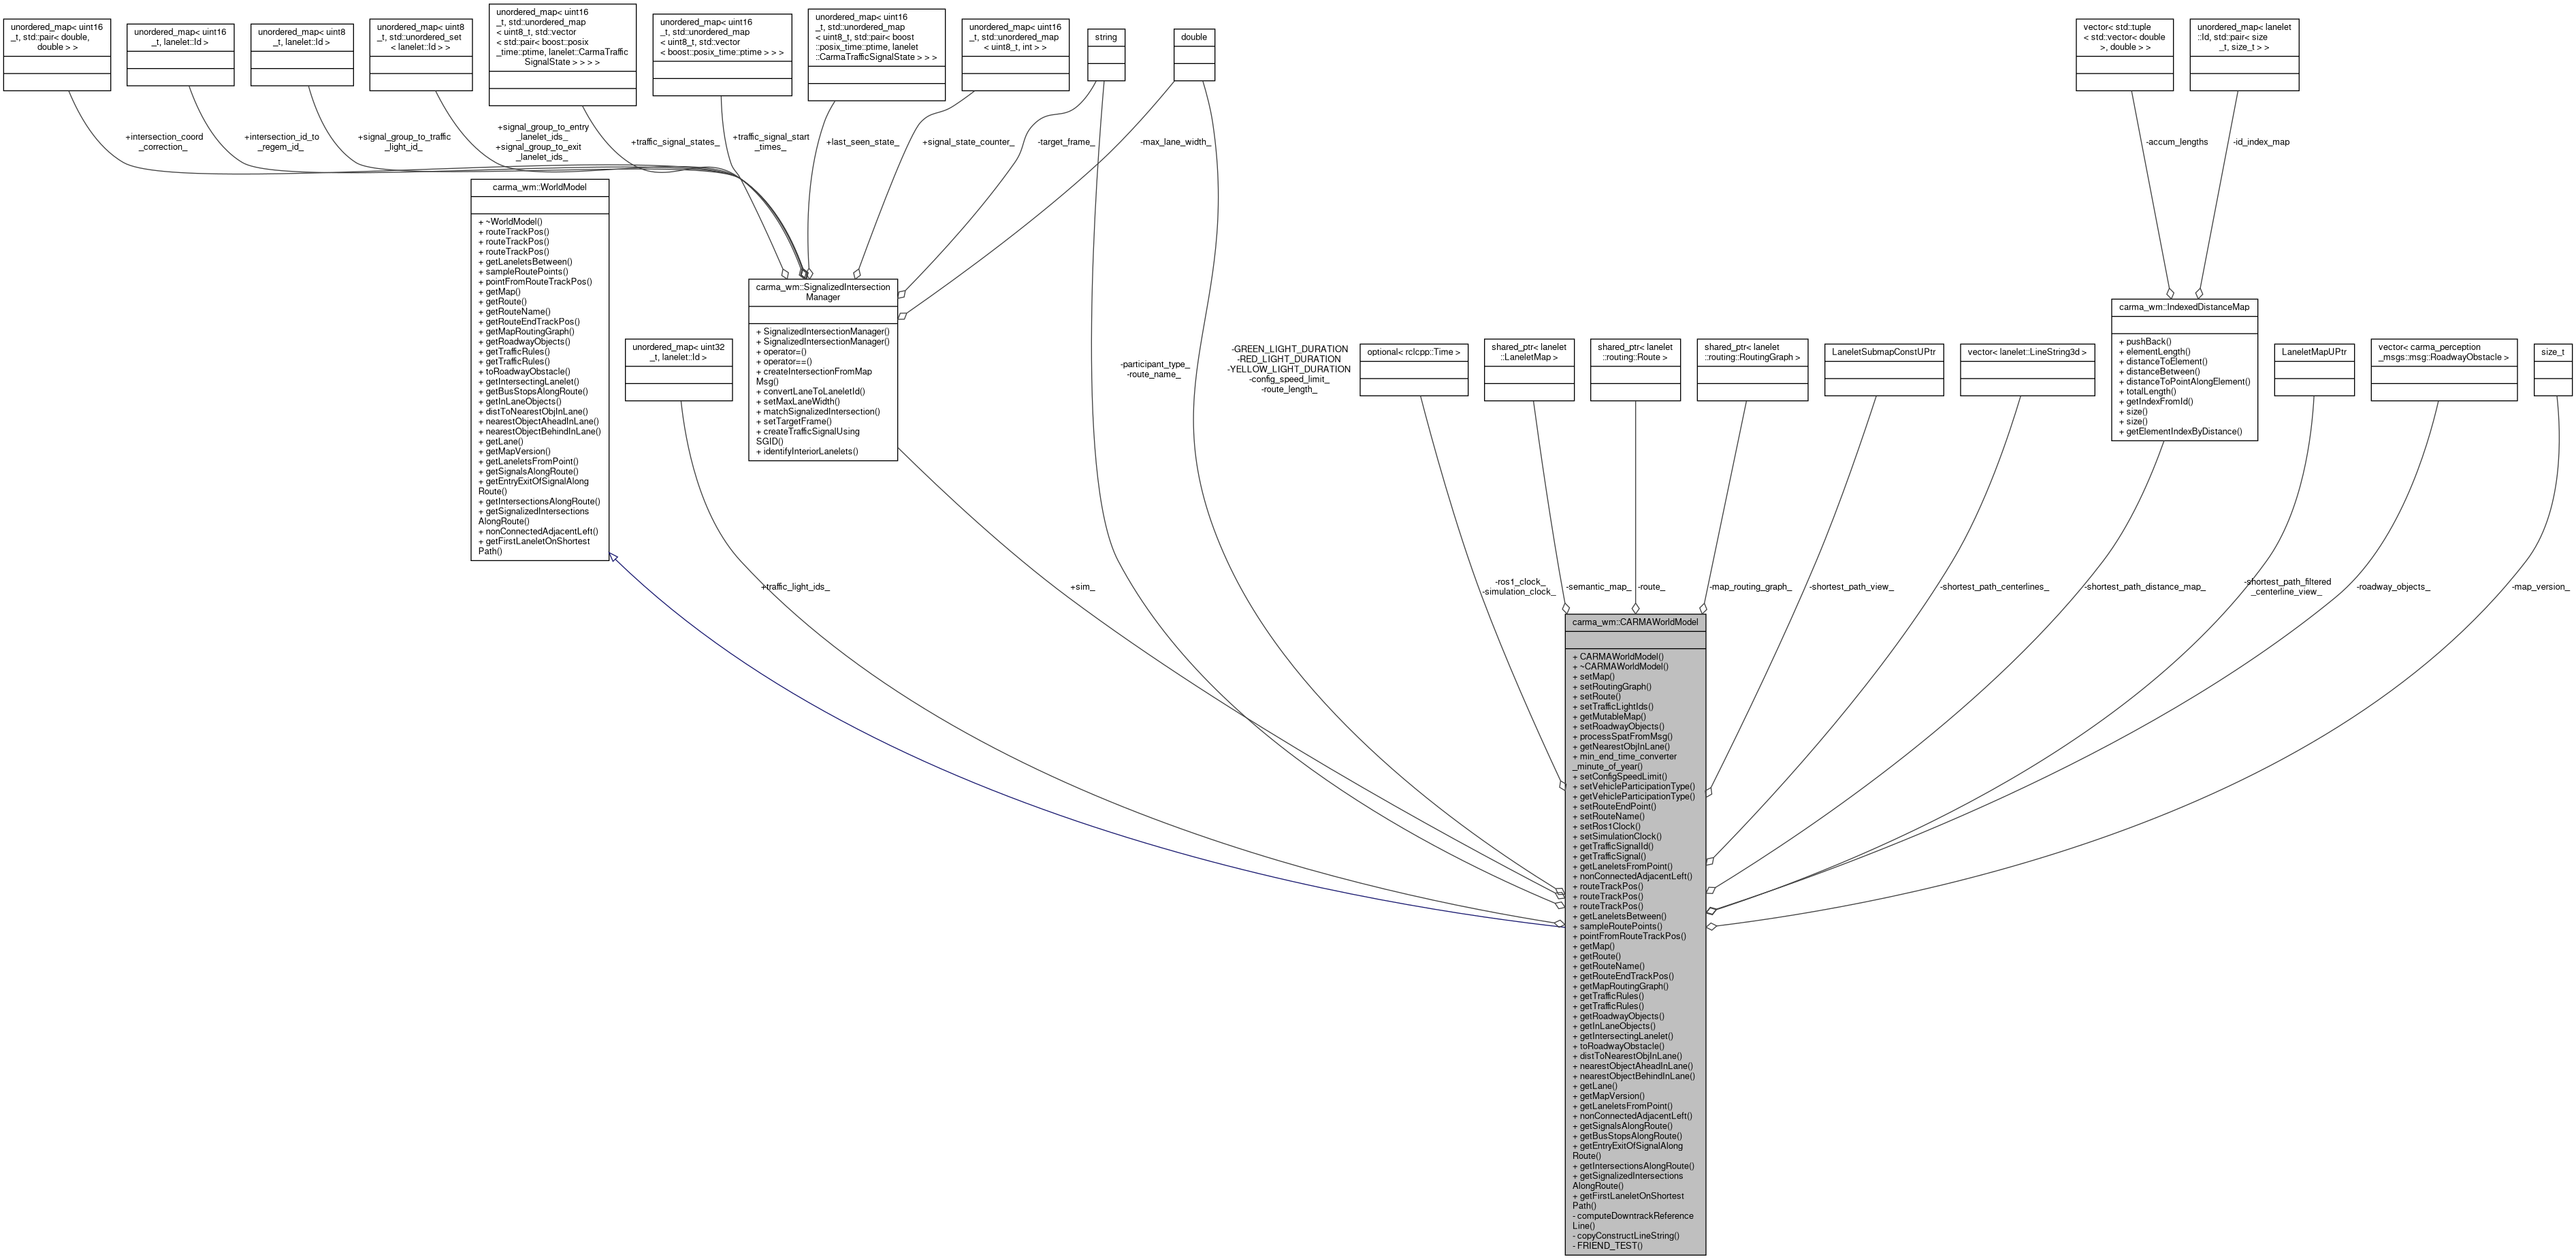 unordered_map< uint16
_t, std::pair< double,
double > >
unordered_map< uint16
_t, lanelet::Id >
unordered_map< uint8
_t, lanelet::Id >
unordered_map< uint8
_t, std::unordered_set
< lanelet::Id > >
unordered_map< uint16
_t, std::unordered_map
< uint8_t, std::vector
< std::pair< boost::posix
_time::ptime, lanelet::CarmaTraffic
SignalState > > > >
unordered_map< uint16
_t, std::unordered_map
< uint8_t, std::vector
< boost::posix_time::ptime > > >
unordered_map< uint16
_t, std::unordered_map
< uint8_t, std::pair< boost
::posix_time::ptime, lanelet
::CarmaTrafficSignalState > > >
unordered_map< uint16
_t, std::unordered_map
< uint8_t, int > >
string
double
vector< std::tuple
< std::vector< double
>, double > >
unordered_map< lanelet
::Id, std::pair< size
_t, size_t > >
+intersection_coord
_correction_
+intersection_id_to
_regem_id_
+signal_group_to_traffic
_light_id_
+signal_group_to_entry
_lanelet_ids_
+signal_group_to_exit
_lanelet_ids_
+traffic_signal_states_
+traffic_signal_start
_times_
+last_seen_state_
+signal_state_counter_
-target_frame_
-max_lane_width_
-accum_lengths
-id_index_map
carma_wm::WorldModel
+ ~WorldModel()
+ routeTrackPos()
+ routeTrackPos()
+ routeTrackPos()
+ getLaneletsBetween()
+ sampleRoutePoints()
+ pointFromRouteTrackPos()
+ getMap()
+ getRoute()
+ getRouteName()
+ getRouteEndTrackPos()
+ getMapRoutingGraph()
+ getRoadwayObjects()
+ getTrafficRules()
+ getTrafficRules()
+ toRoadwayObstacle()
+ getIntersectingLanelet()
+ getBusStopsAlongRoute()
+ getInLaneObjects()
+ distToNearestObjInLane()
+ nearestObjectAheadInLane()
+ nearestObjectBehindInLane()
+ getLane()
+ getMapVersion()
+ getLaneletsFromPoint()
+ getSignalsAlongRoute()
+ getEntryExitOfSignalAlong
Route()
+ getIntersectionsAlongRoute()
+ getSignalizedIntersections
AlongRoute()
+ nonConnectedAdjacentLeft()
+ getFirstLaneletOnShortest
Path()
unordered_map< uint32
_t, lanelet::Id >
carma_wm::SignalizedIntersection
Manager
+ SignalizedIntersectionManager()
+ SignalizedIntersectionManager()
+ operator=()
+ operator==()
+ createIntersectionFromMap
Msg()
+ convertLaneToLaneletId()
+ setMaxLaneWidth()
+ matchSignalizedIntersection()
+ setTargetFrame()
+ createTrafficSignalUsing
SGID()
+ identifyInteriorLanelets()
-participant_type_
-route_name_
-GREEN_LIGHT_DURATION
-RED_LIGHT_DURATION
-YELLOW_LIGHT_DURATION
-config_speed_limit_
-route_length_
optional< rclcpp::Time >
shared_ptr< lanelet
::LaneletMap >
shared_ptr< lanelet
::routing::Route >
shared_ptr< lanelet
::routing::RoutingGraph >
LaneletSubmapConstUPtr
vector< lanelet::LineString3d >
carma_wm::IndexedDistanceMap
+ pushBack()
+ elementLength()
+ distanceToElement()
+ distanceBetween()
+ distanceToPointAlongElement()
+ totalLength()
+ getIndexFromId()
+ size()
+ size()
+ getElementIndexByDistance()
LaneletMapUPtr
vector< carma_perception
_msgs::msg::RoadwayObstacle >
size_t
+traffic_light_ids_
+sim_
-ros1_clock_
-simulation_clock_
-semantic_map_
-route_
-map_routing_graph_
-shortest_path_view_
-shortest_path_centerlines_
-shortest_path_distance_map_
-shortest_path_filtered
_centerline_view_
-roadway_objects_
-map_version_
carma_wm::CARMAWorldModel
+ CARMAWorldModel()
+ ~CARMAWorldModel()
+ setMap()
+ setRoutingGraph()
+ setRoute()
+ setTrafficLightIds()
+ getMutableMap()
+ setRoadwayObjects()
+ processSpatFromMsg()
+ getNearestObjInLane()
+ min_end_time_converter
_minute_of_year()
+ setConfigSpeedLimit()
+ setVehicleParticipationType()
+ getVehicleParticipationType()
+ setRouteEndPoint()
+ setRouteName()
+ setRos1Clock()
+ setSimulationClock()
+ getTrafficSignalId()
+ getTrafficSignal()
+ getLaneletsFromPoint()
+ nonConnectedAdjacentLeft()
+ routeTrackPos()
+ routeTrackPos()
+ routeTrackPos()
+ getLaneletsBetween()
+ sampleRoutePoints()
+ pointFromRouteTrackPos()
+ getMap()
+ getRoute()
+ getRouteName()
+ getRouteEndTrackPos()
+ getMapRoutingGraph()
+ getTrafficRules()
+ getTrafficRules()
+ getRoadwayObjects()
+ getInLaneObjects()
+ getIntersectingLanelet()
+ toRoadwayObstacle()
+ distToNearestObjInLane()
+ nearestObjectAheadInLane()
+ nearestObjectBehindInLane()
+ getLane()
+ getMapVersion()
+ getLaneletsFromPoint()
+ nonConnectedAdjacentLeft()
+ getSignalsAlongRoute()
+ getBusStopsAlongRoute()
+ getEntryExitOfSignalAlong
Route()
+ getIntersectionsAlongRoute()
+ getSignalizedIntersections
AlongRoute()
+ getFirstLaneletOnShortest
Path()
- computeDowntrackReference
Line()
- copyConstructLineString()
- FRIEND_TEST()